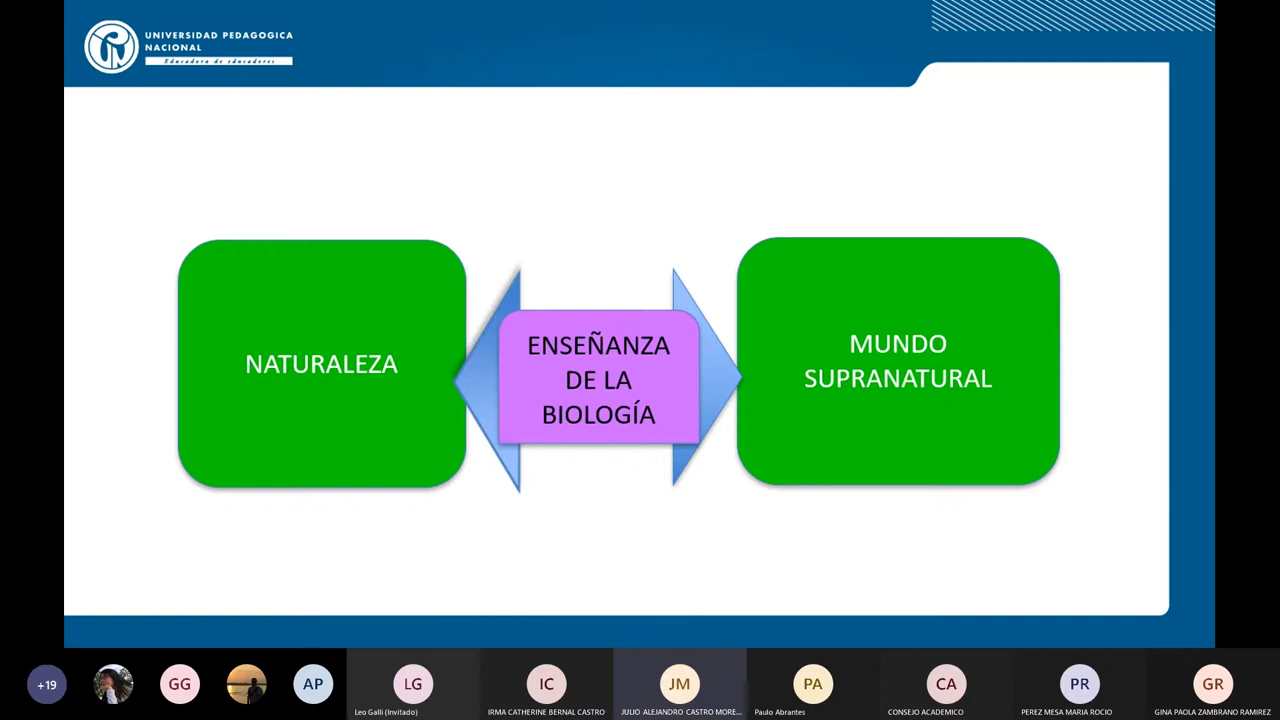 UNIVERSIDAD PEDAGOGICA
NACIONAL
Educadora de educadores
NATURALEZA
ENSEÑANZA
DE LA
BIOLOGÍA
MUNDO
SUPRANATURAL
+19
GG
AP
LG
IC
JM
PA
CA
PR
GR
Leo Galli (Invitado)
IRMA CATHERINE BERNAL CASTRO
JULIO ALEJANDRO CASTRO MORE...
Paulo Abrantes
CONSEJO ACADEMICO
PEREZ MESA MARIA ROCIO
GINA PAOLA ZAMBRANO RAMIREZ